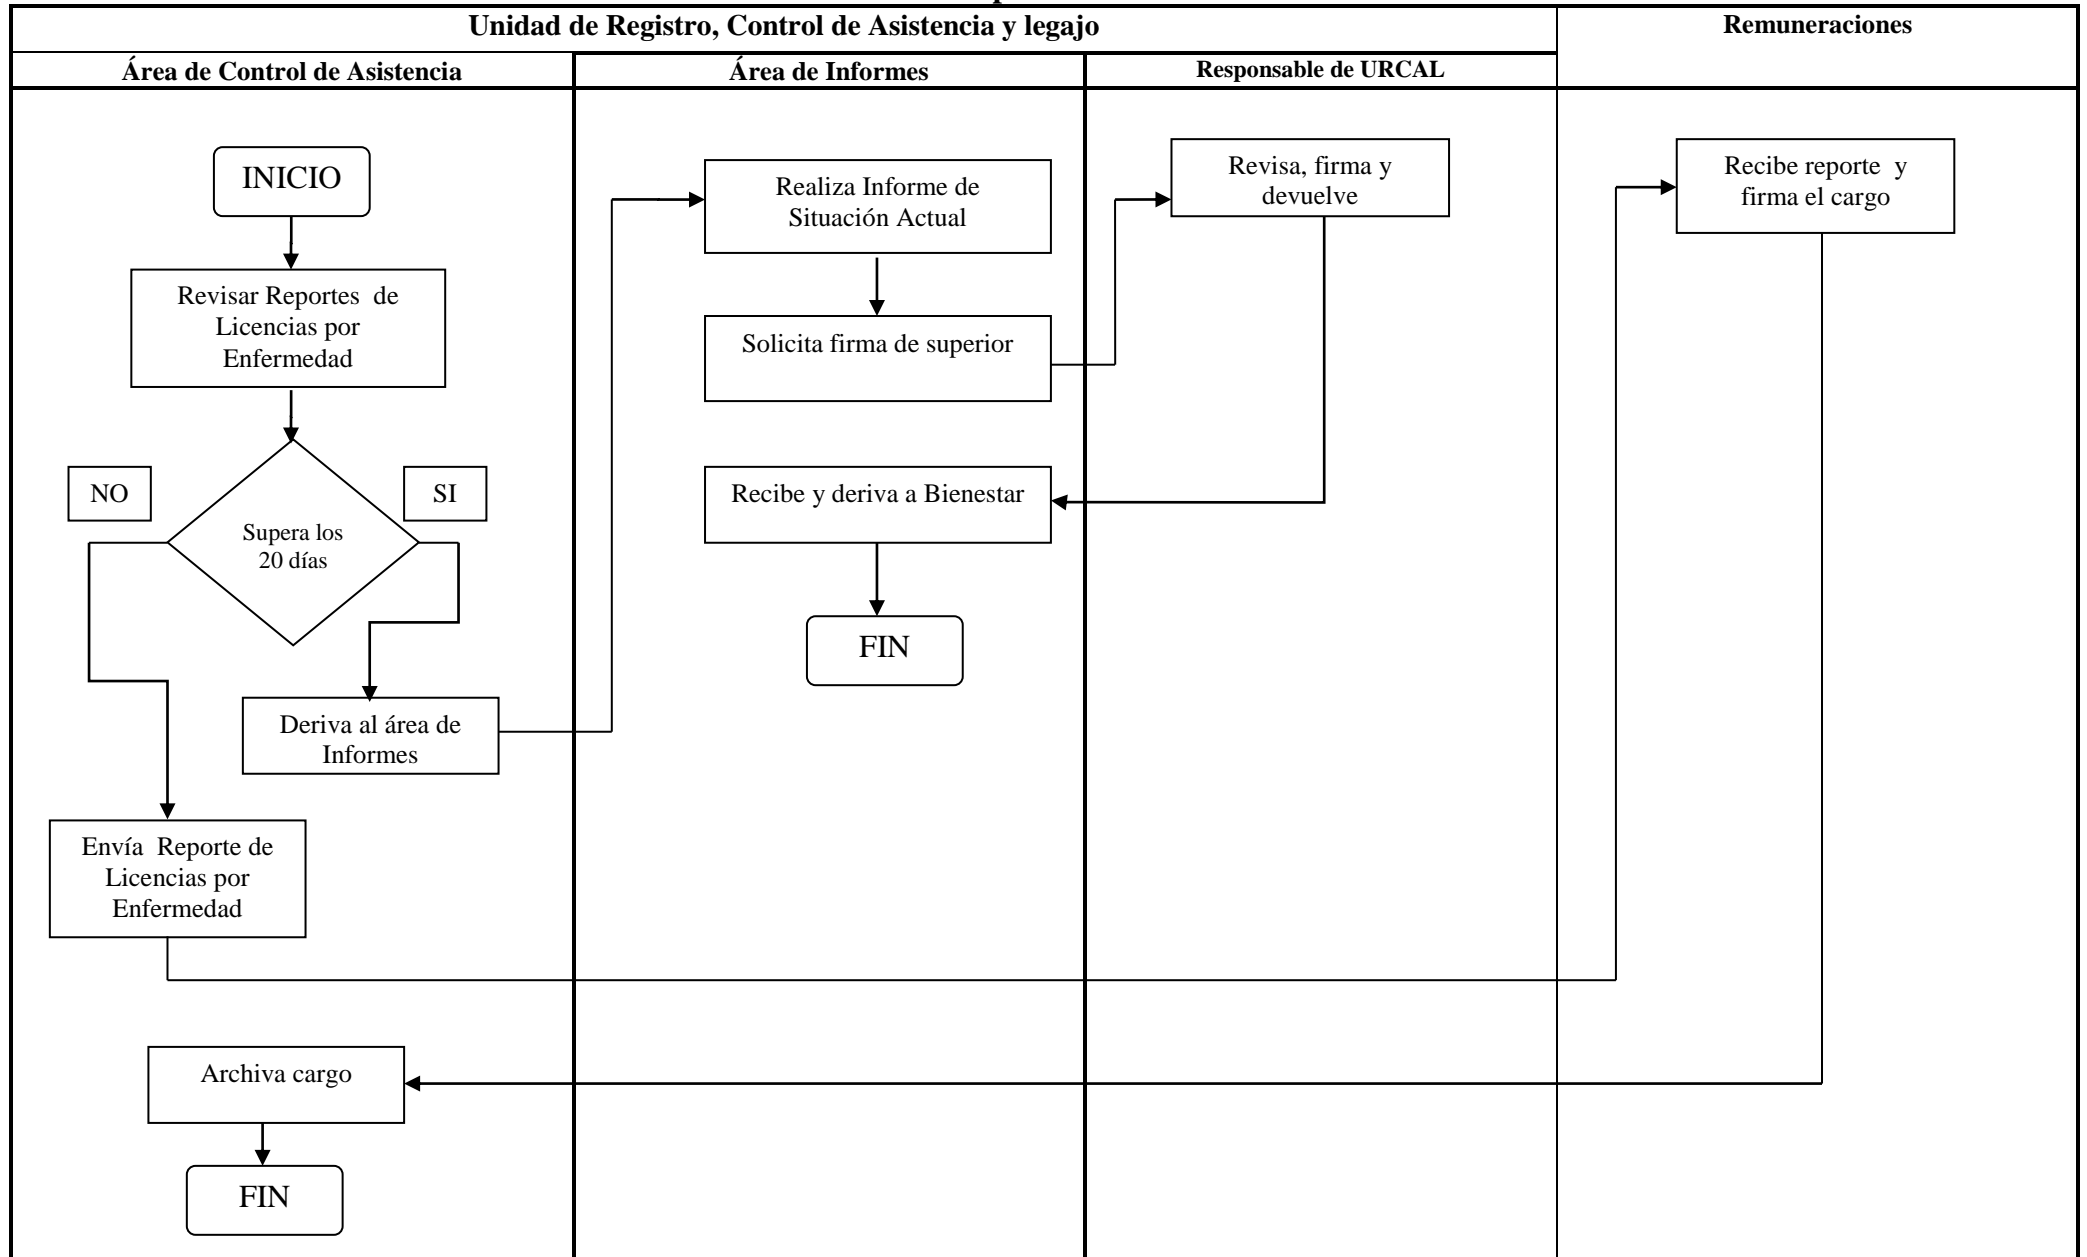 Unidad de Registro, Control de Asistencia y legajo
Remuneraciones
Área de Control de Asistencia
Área de Informes
Responsable de URCAL
INICIO
Revisar Reportes de
Licencias por
Enfermedad
NO
SI
Supera los
20 días
Deriva al área de
Informes
Envía Reporte de
Licencias por
Enfermedad
Archiva cargo
FIN
Realiza Informe de
Situación Actual
Solicita firma de superior
Recibe y deriva a Bienestar
FIN
Revisa, firma y
devuelve
Recibe reporte y
firma el cargo